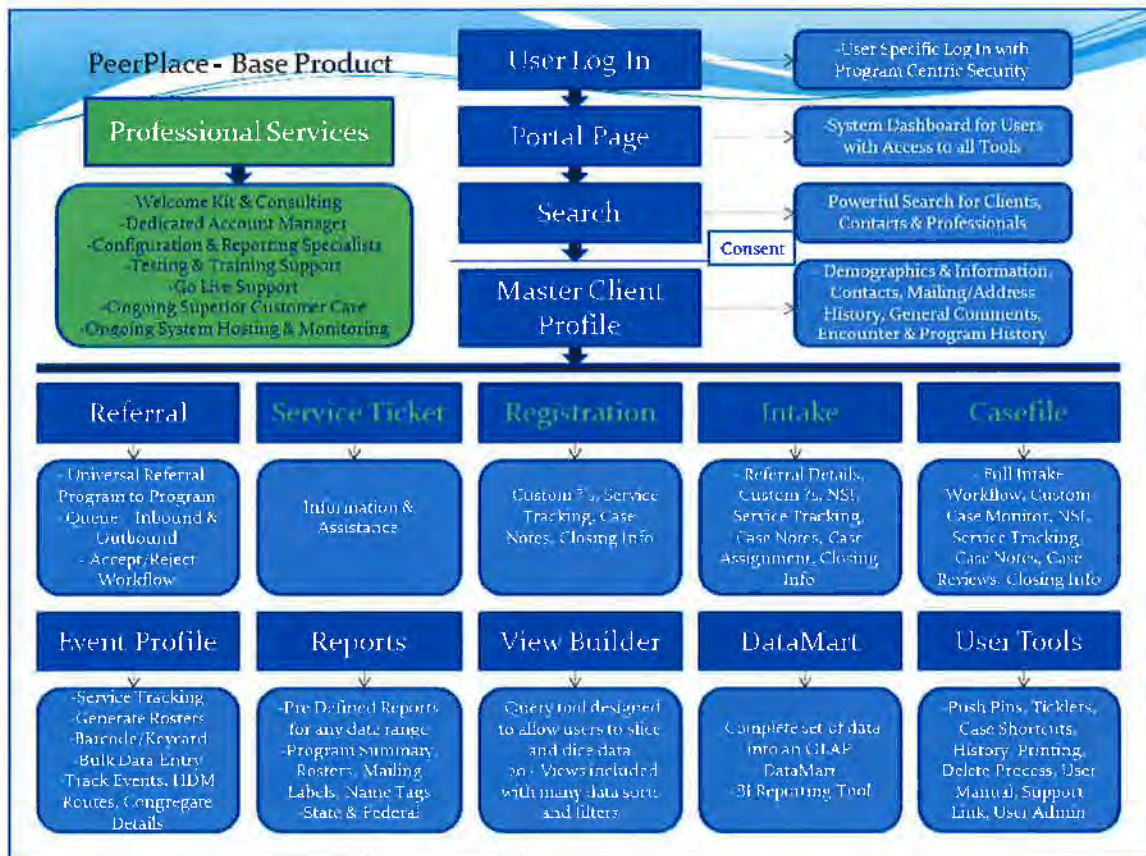 PeerPlace - Base Product
Professional Services
-Welcome Kit & Consulting
-Dedicated Account Manager
-Configuration & Reporting Specialists
-Testing & Training Support
-Go Live Support
-Ongoing Superior Customer Care
-Ongoing System Hosting & Monitoring
User Log In
-User Specific Log In with
Program Centric Security
Portal Page
-System Dashboard for Users
with Access to all Tools
Search
Powerful Search for Clients,
Contacts & Professionals
Consent
Master Client
Profile
- Demographics & Information,
Contacts, Mailing/Address
History, General Comments,
Encounter & Program History
Referral
- Universal Referral
Program to Program
-Queue - Inbound &
Outbound
- Accept/Reject
Workflow
Service Ticket
Information &
Assistance
Registration
Custom ?'s, Service
Tracking, Case
Notes, Closing Info
Intake
- Referral Details,
Custom ?s, NSI,
Service Tracking,
Case Notes, Case
Assignment, Closing
Info
Casefile
- Full Intake
Workflow, Custom
Case Monitor, NSI,
Service Tracking,
Case Notes, Case
Reviews, Closing Info
Event Profile
-Service Tracking
-Generate Rosters
-Barcode/Keycard
-Bulk Data Entry
-Track Events, HDM
Routes, Congregate
Details
Reports
-Pre Defined Reports
for any date range
-Program Summary,
Rosters, Mailing
Labels, Name Tags
-State & Federal
View Builder
-Query tool designed
to allow users to slice
and dice data
Views included
with many data sorts
and filters
DataMart
Complete set of data
into an OLAP
DataMart
-BI Reporting Tool
User Tools
-Push Pins, Ticklers,
Case Shortcuts,
History, Printing,
Delete Process, User
Manual, Support
Link, User Admin